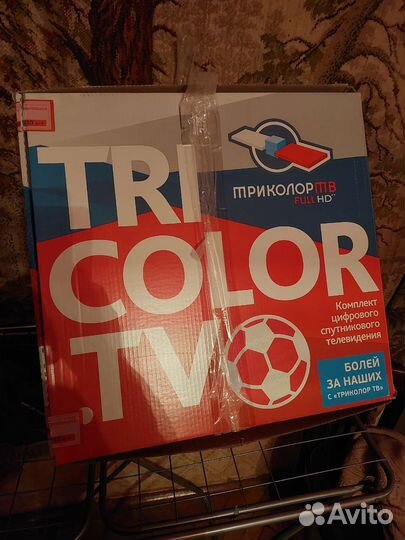 TRI
COLOR
.TV
ТРИКОЛОР ТВ
FULL HD
Комплект
цифрового
спутникового
телевидения
БОЛЕЙ
ЗА НАШИХ
С «ТРИКОЛОР ТВ»
Avito